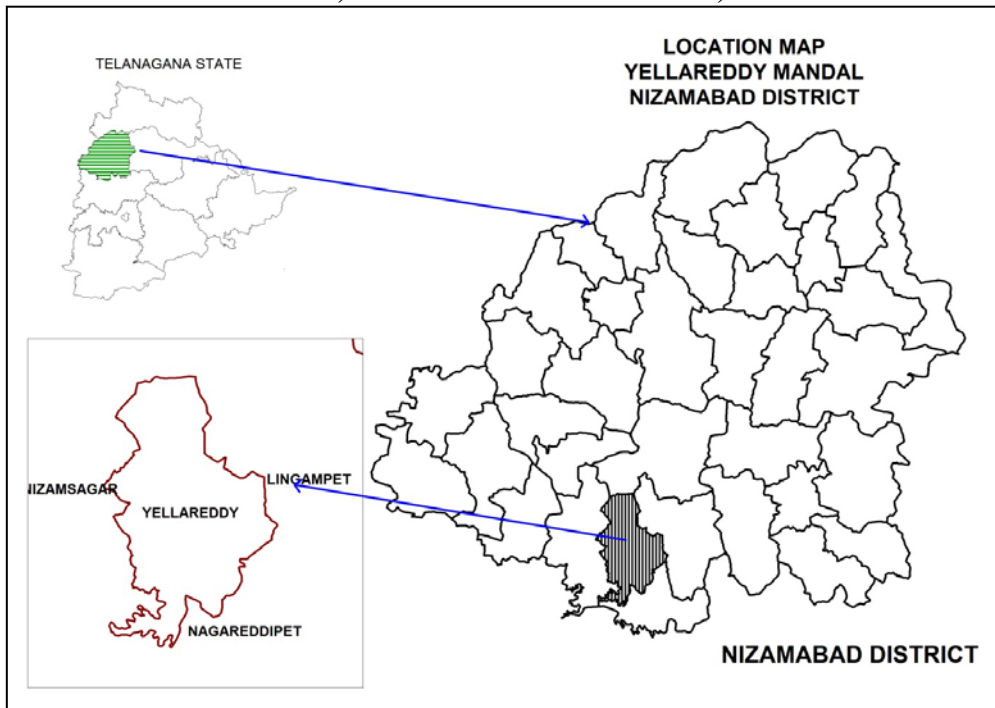 TELANAGANA STATE
LOCATION MAP
YELLAREDDY MANDAL
NIZAMABAD DISTRICT
LINGAMPET
NIZAMSAGAR
YELLAREDDY
NAGAREDDIPET
NIZAMABAD DISTRICT